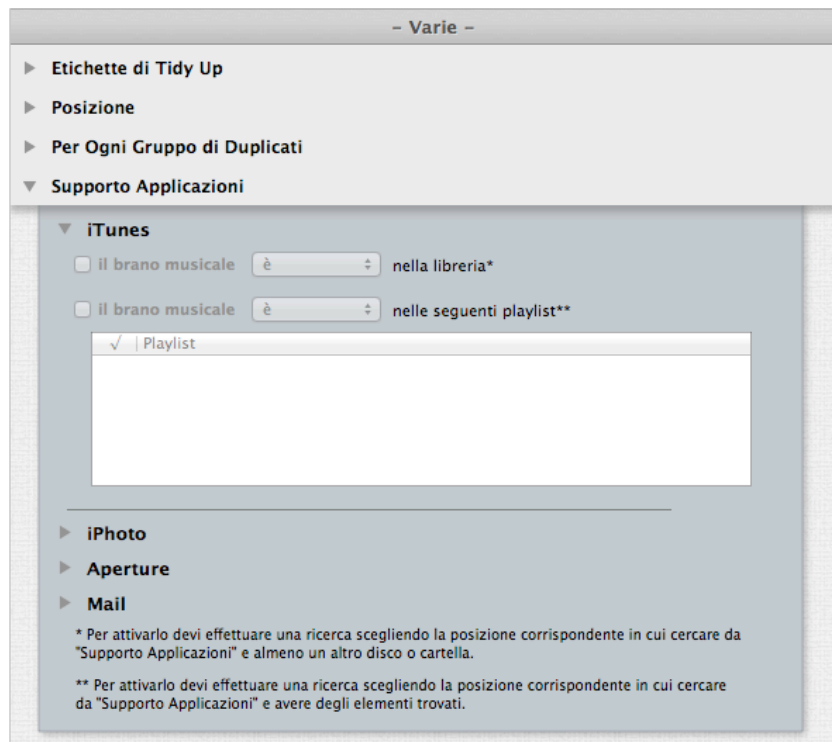 – Varie –
Etichette di Tidy Up
Posizione
Per Ogni Gruppo di Duplicati
Supporto Applicazioni
iTunes
il brano musicale è nella libreria*
il brano musicale è nelle seguenti playlist**
√ | Playlist
iPhoto
Aperture
Mail
* Per attivarlo devi effettuare una ricerca scegliendo la posizione corrispondente in cui cercare da
"Supporto Applicazioni" e almeno un altro disco o cartella.
** Per attivarlo devi effettuare una ricerca scegliendo la posizione corrispondente in cui cercare
da "Supporto Applicazioni" e avere degli elementi trovati.